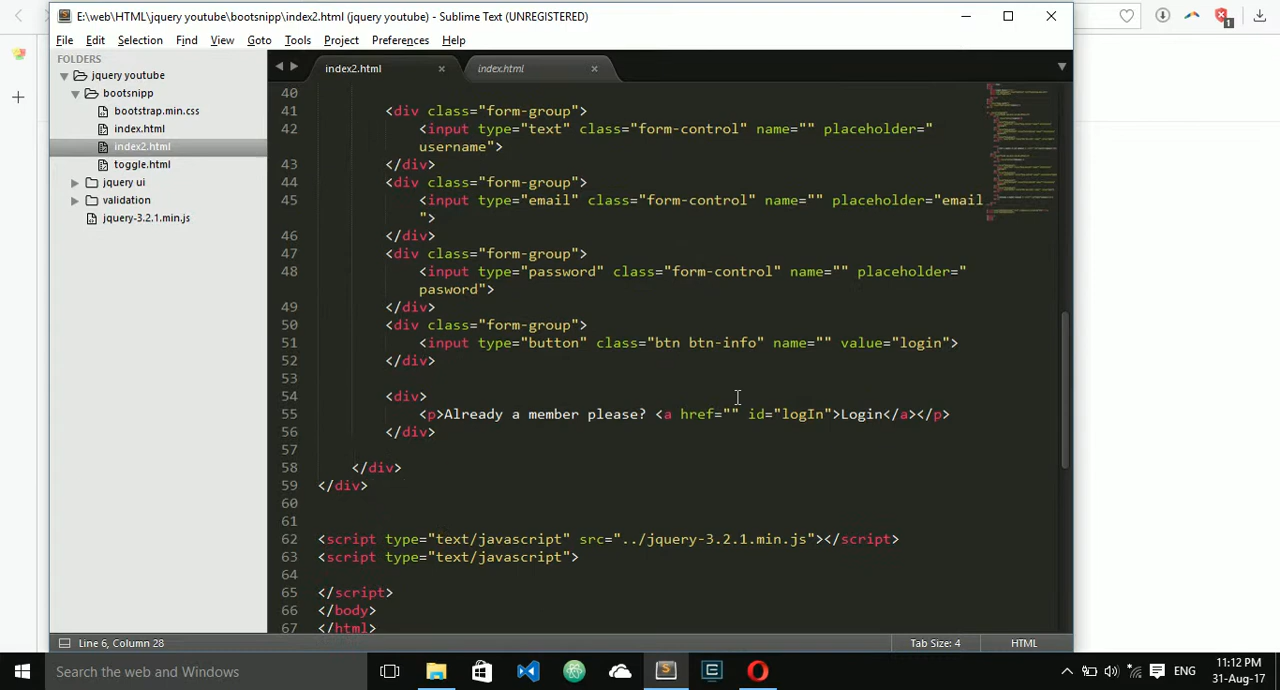 E:\web\HTML\jquery youtube\bootsnipp\index2.html (jquery youtube) - Sublime Text (UNREGISTERED)
1
File Edit Selection Find View Goto Tools Project Preferences Help
FOLDERS
jquery youtube
bootsnipp
bootstrap.min.css
index.html
index2.html
toggle.html
jquery ui
validation
jquery-3.2.1.min.js
index2.html × index.html ×
40
41 <div class="form-group">
42 <input type="text" class="form-control" name="" placeholder="
username">
43 </div>
44 <div class="form-group">
45 <input type="email" class="form-control" name="" placeholder="email
">
46 </div>
47 <div class="form-group">
48 <input type="password" class="form-control" name="" placeholder="
pasword">
49 </div>
50 <div class="form-group">
51 <input type="button" class="btn btn-info" name="" value="login">
52 </div>
53
54 <div>
55 <p>Already a member please? <a href="" id="logIn">Login</a></p>
56 </div>
57
58 </div>
59 </div>
60
61
62 <script type="text/javascript" src="../jquery-3.2.1.min.js"></script>
63 <script type="text/javascript">
64
65 </script>
66 </body>
67 </html>
Line 6, Column 28 Tab Size: 4 HTML
Search the web and Windows
ENG
11:12 PM
31-Aug-17